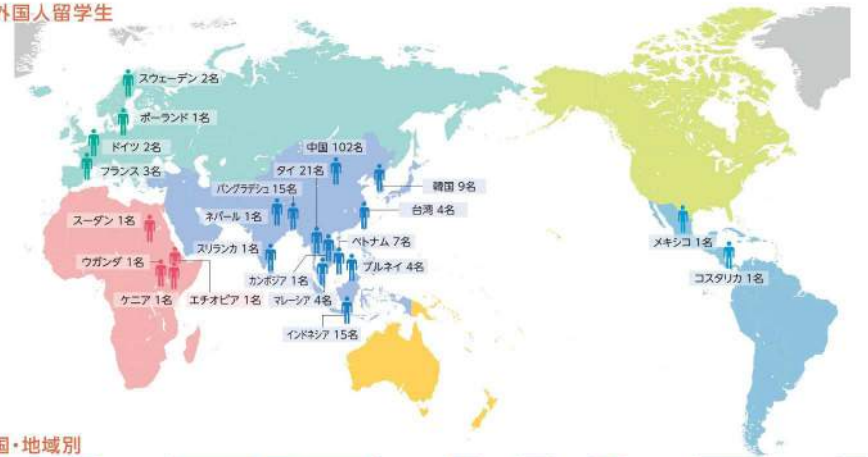 外国人留学生
スウェーデン 2名
ポーランド 1名
ドイツ 2名
フランス 3名
中国 102名
タイ 21名
バングラデシュ 15名
韓国 9名
ネパール 1名
台湾 4名
スーダン 1名
スリランカ 1名
ベトナム 7名
メキシコ 1名
ウガンダ 1名
カンボジア 1名
ブルネイ 4名
コスタリカ 1名
ケニア 1名
エチオピア 1名
マレーシア 4名
インドネシア 15名
国・地域別